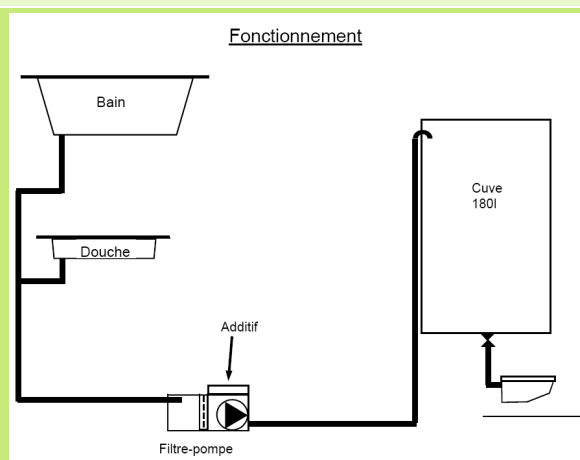 Fonctionnement
Bain
Cuve
180l
Douche
Additif
Filtre-pompe